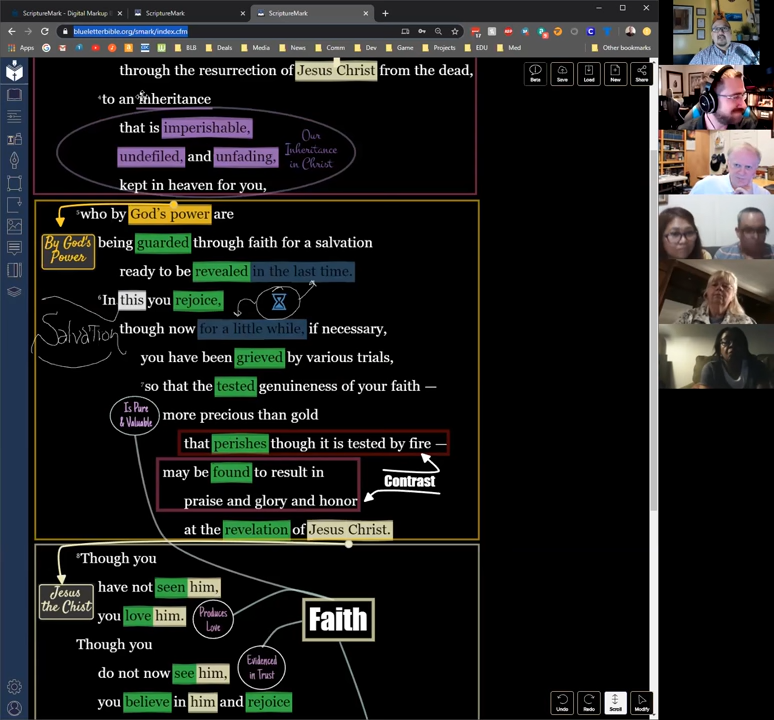 ScriptureMark - Digital Markup B
ScriptureMark
ScriptureMark
blueletterbible.org/smark/index.cfm
Apps
BLB
Deals
Media
News
Comm
Dev
Game
Projects
EDU
Med
Other bookmarks
Beta
Save
Load
New
Share
through the resurrection of Jesus Christ from the dead,
4to an inheritance
that is imperishable,
undefiled, and unfading,
kept in heaven for you,
Our
Inheritance
in Christ
5who by God's power are
By God's
Power
being guarded through faith for a salvation
ready to be revealed in the last time.
6In this you rejoice,
Salvation
though now for a little while, if necessary,
you have been grieved by various trials,
7so that the tested genuineness of your faith —
Is Pure
& Valuable
more precious than gold
that perishes though it is tested by fire —
may be found to result in
praise and glory and honor
Contrast
at the revelation of Jesus Christ.
8Though you
Jesus
the Chist
have not seen him,
you love him.
Produces
Love
Faith
Though you
do not now see him,
Evidenced
in Trust
you believe in him and rejoice
Undo
Redo
Scroll
Modify